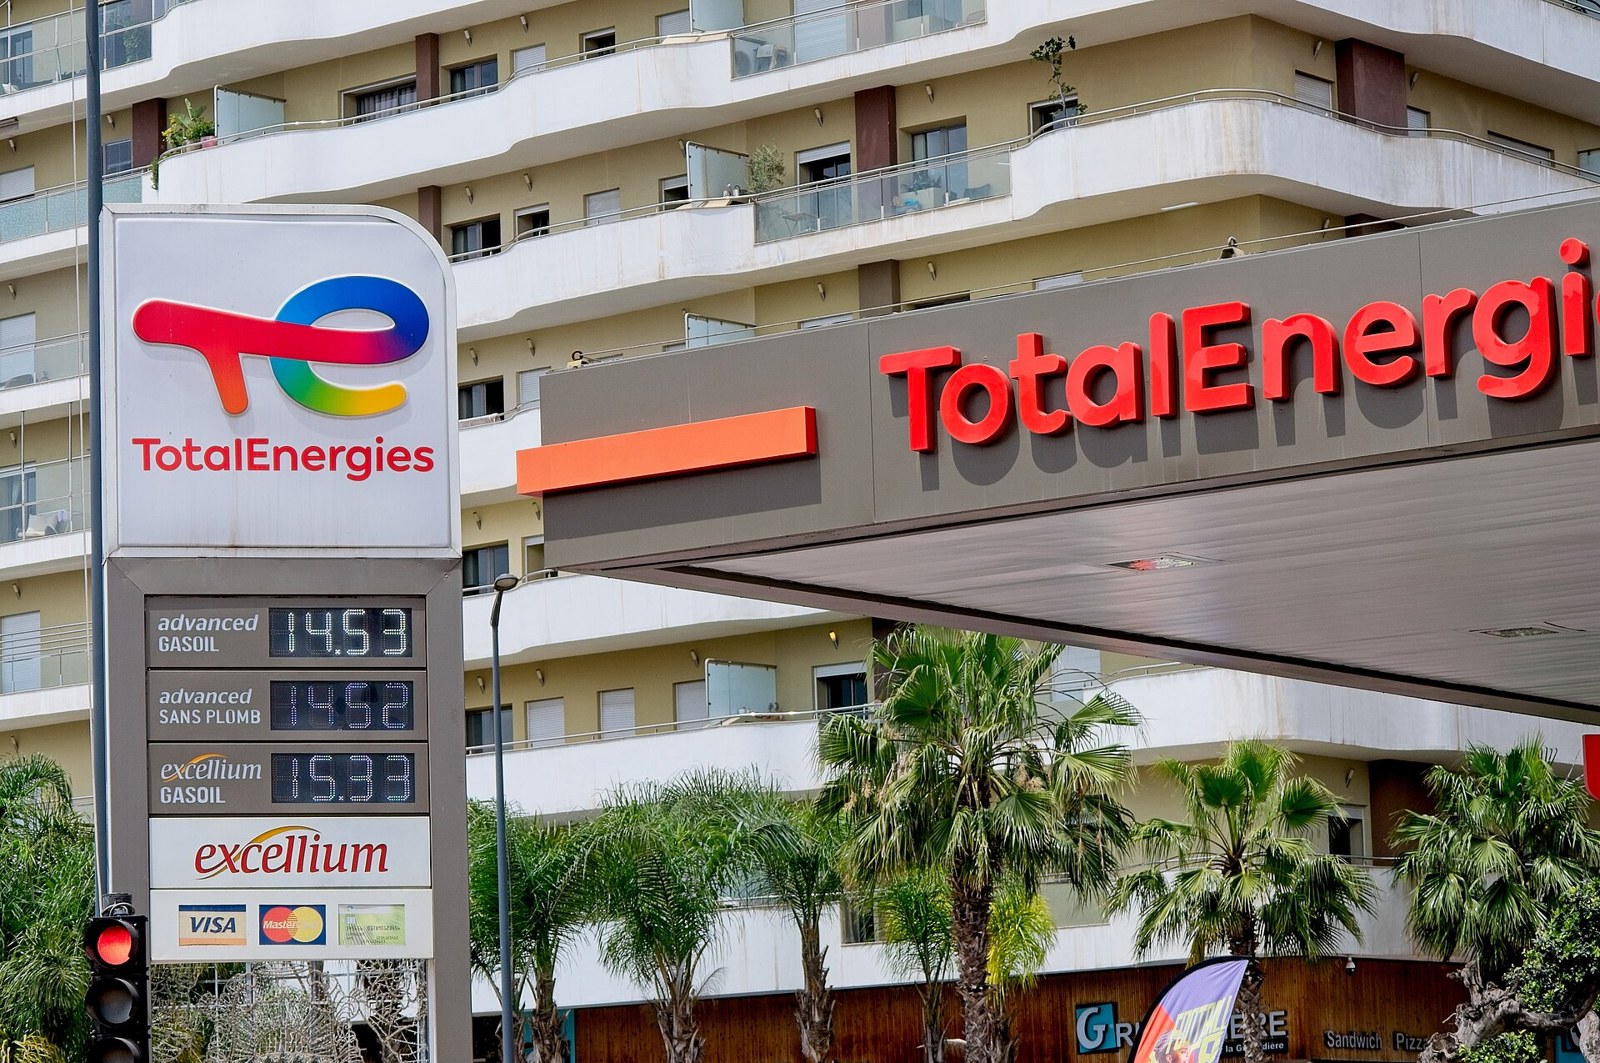 TotalEnergies
TotalEnergi
advanced
GASOIL
14.53
advanced
SANS PLOMB
14.52
excellium
GASOIL
15.33
excellium
VISA
MasterCard
Sandwich Pizza